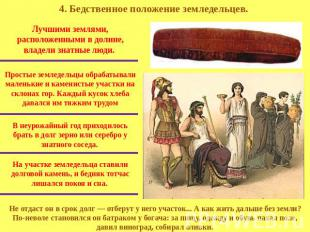 4. Бедственное положение земледельцев.
Лучшими землями,
расположенными в долине,
владели знатные люди.
Простые земледельцы обрабатывали
маленькие и каменистые участки на
склонах гор. Каждый кусок хлеба
давался им тяжким трудом
В неурожайный год приходилось
брать в долг зерно или серебро у
знатного соседа.
На участке земледельца ставили
долговой камень, и бедняк тотчас
лишался покоя и сна.
Не отдаст он в срок долг — отберут у него участок... А как жить дальше без земли?
По-неволе становился он батраком у богача: за пищу, одежду и обувь
давил виноград, собирал оливки.